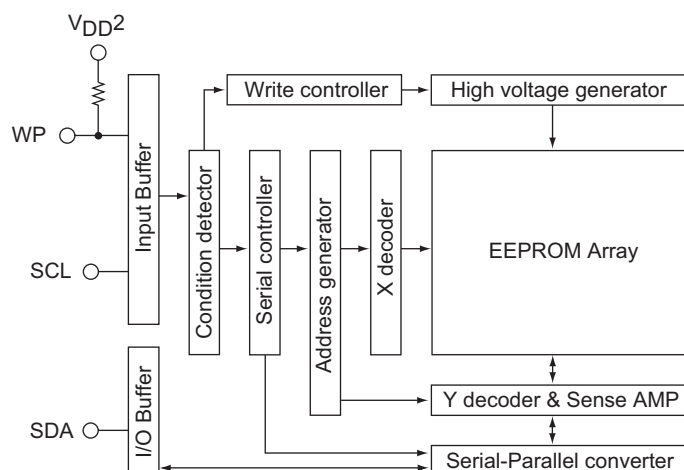 VDD2
Write controller
High voltage generator
WP
Input Buffer
Condition detector
Serial controller
Address generator
X decoder
EEPROM Array
SCL
Y decoder & Sense AMP
I/O Buffer
SDA
Serial-Parallel converter